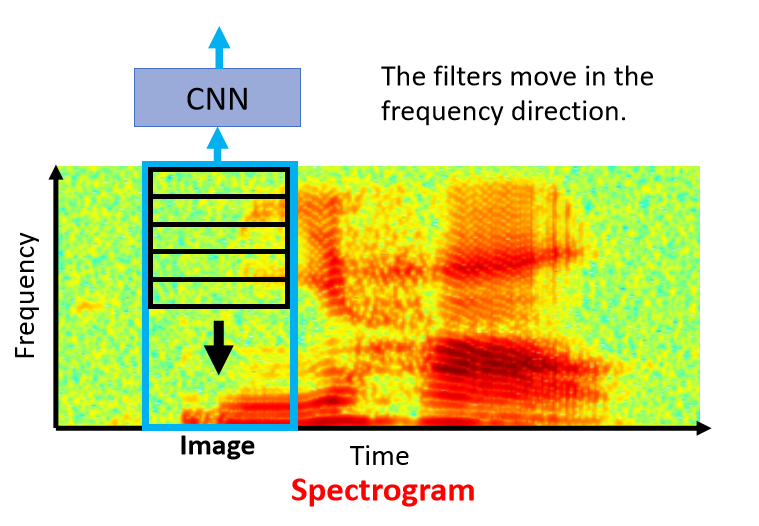 CNN
The filters move in the
frequency direction.
Frequency
Image
Time
Spectrogram